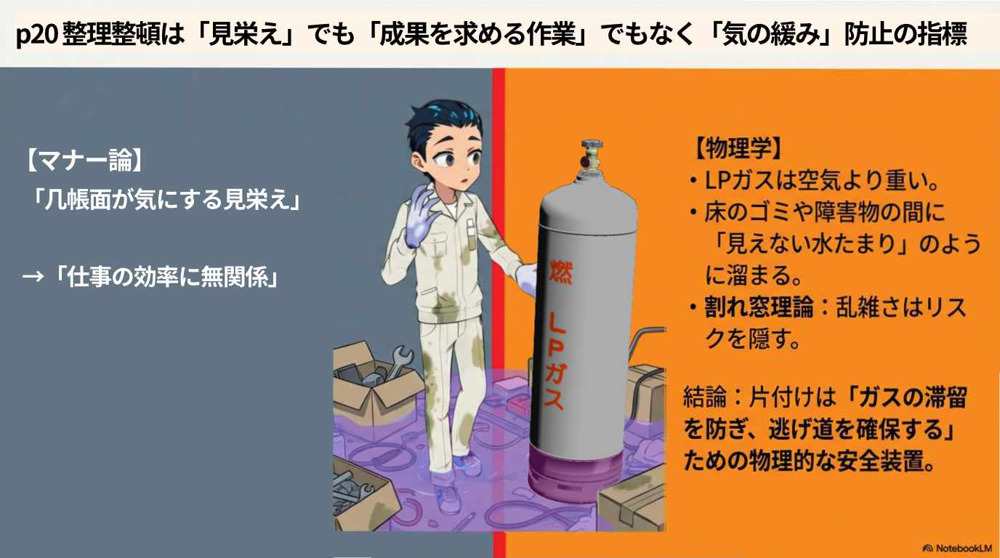 p20 整理整頓は「見栄え」でも「成果を求める作業」でもなく「気の緩み」防止の指標
【マナー論】
「几帳面が気にする見栄え」
→「仕事の効率に無関係」
燃
LPガス
【物理学】
・LPガスは空気より重い。
・床のゴミや障害物の間に
「見えない水たまり」のよう
に溜まる。
・割れ窓理論：乱雑さはリス
クを隠す。
結論：片付けは「ガスの滞留
を防ぎ、逃げ道を確保する」
ための物理的な安全装置。
NotebookLM